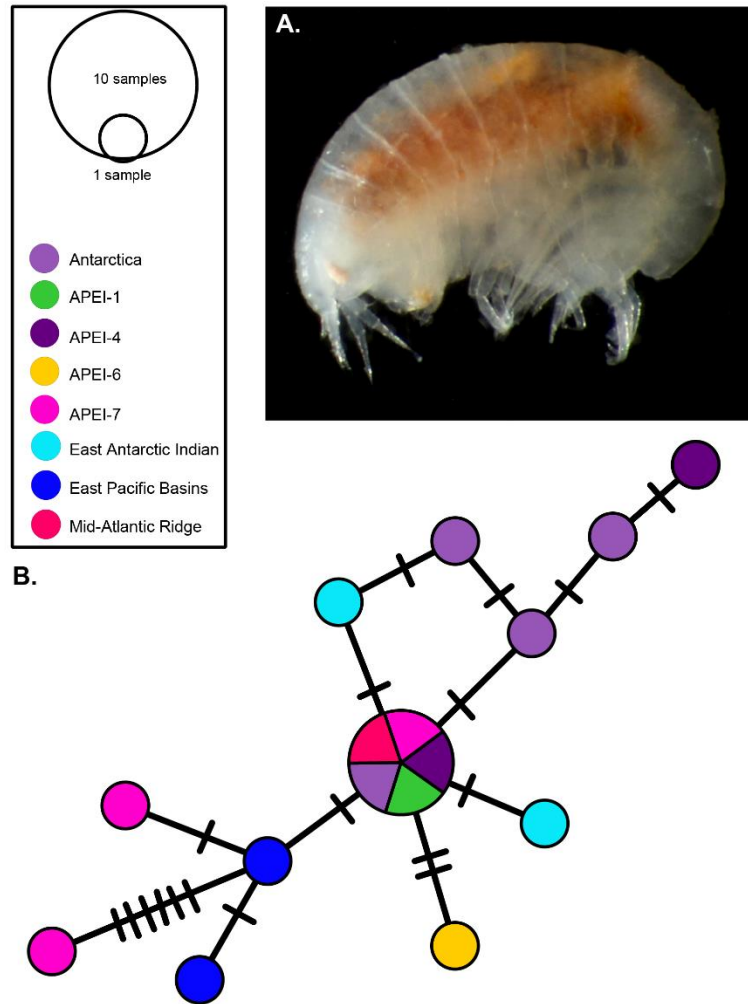 10 samples
1 sample
Antarctica
APEI-1
APEI-4
APEI-6
APEI-7
East Antarctic Indian
East Pacific Basins
Mid-Atlantic Ridge
A.
B.